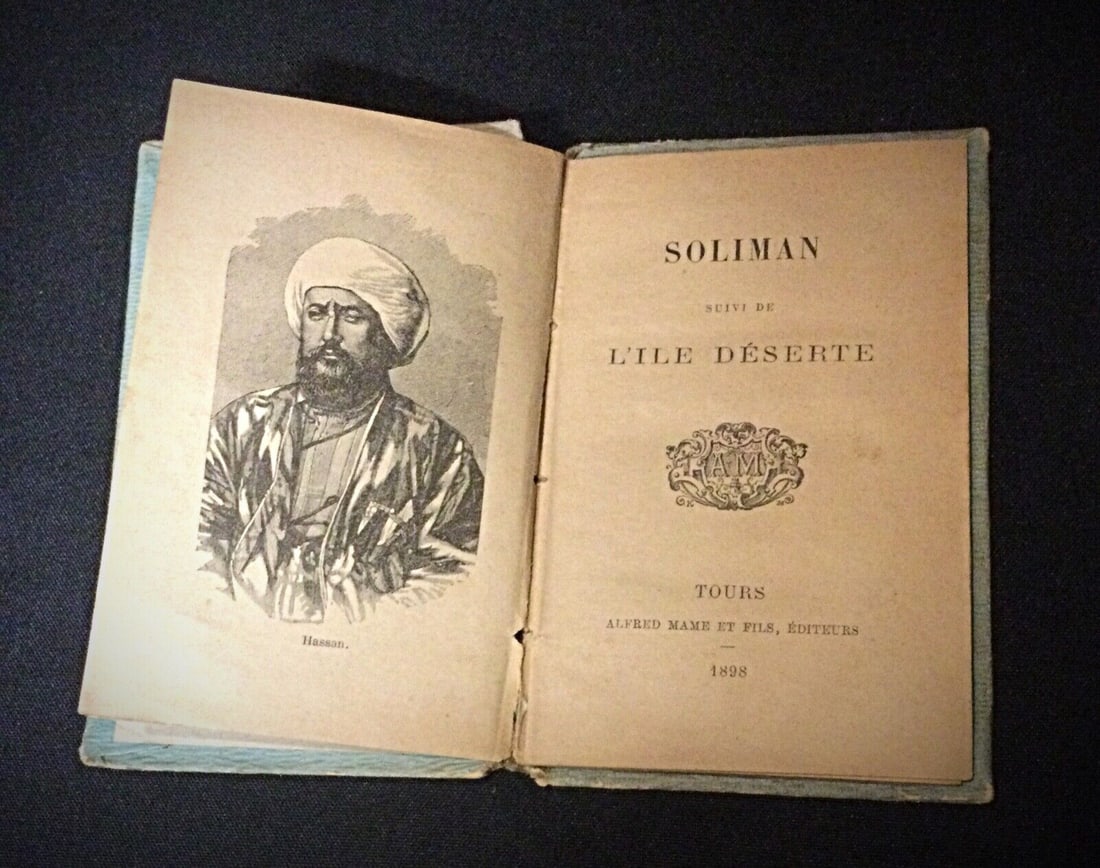 Hassan.
SOLIMAN
SUIVI DE
L'ILE DÉSERTE
AM
TOURS
ALFRED MAME ET FILS, ÉDITEURS
1898